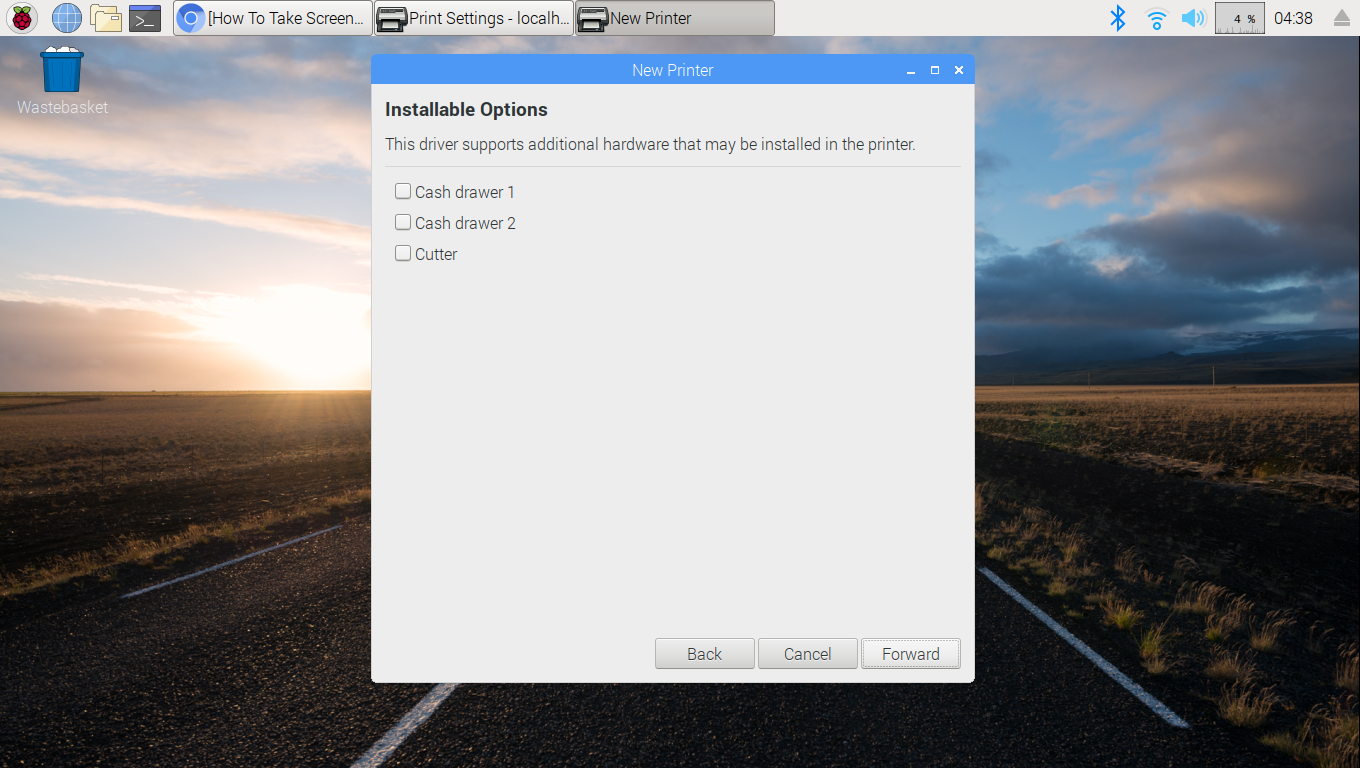 [How To Take Screen...
Print Settings - localh...
New Printer
4 %
04:38
Wastebasket
New Printer
Installable Options
This driver supports additional hardware that may be installed in the printer.
Cash drawer 1
Cash drawer 2
Cutter
Back
Cancel
Forward